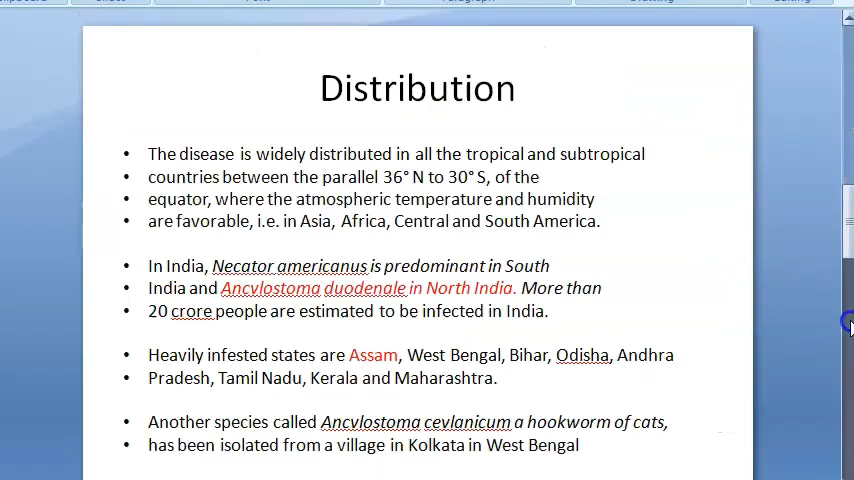 Distribution
• The disease is widely distributed in all the tropical and subtropical
• countries between the parallel 36° N to 30° S, of the
• equator, where the atmospheric temperature and humidity
• are favorable, i.e. in Asia, Africa, Central and South America.
• In India, Necator americanus is predominant in South
• India and Ancylostoma duodenale in North India. More than
• 20 crore people are estimated to be infected in India.
• Heavily infested states are Assam, West Bengal, Bihar, Odisha, Andhra
• Pradesh, Tamil Nadu, Kerala and Maharashtra.
• Another species called Ancylostoma ceylanicum a hookworm of cats,
• has been isolated from a village in Kolkata in West Bengal